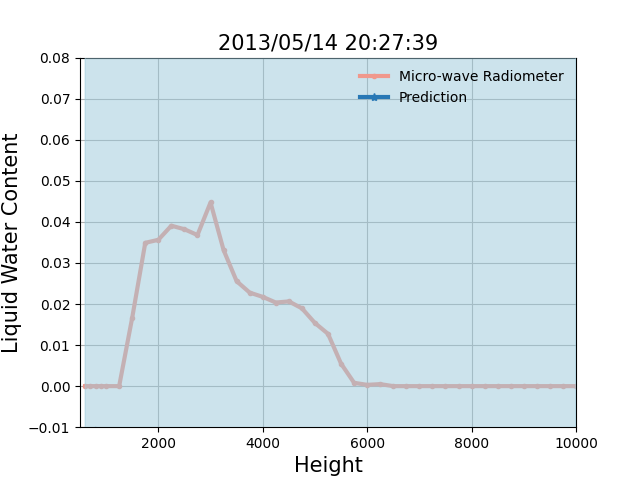 2013/05/14 20:27:39
Micro-wave Radiometer
Prediction
Liquid Water Content
0.08
0.07
0.06
0.05
0.04
0.03
0.02
0.01
0.00
−0.01
2000 4000 6000 8000 10000
Height